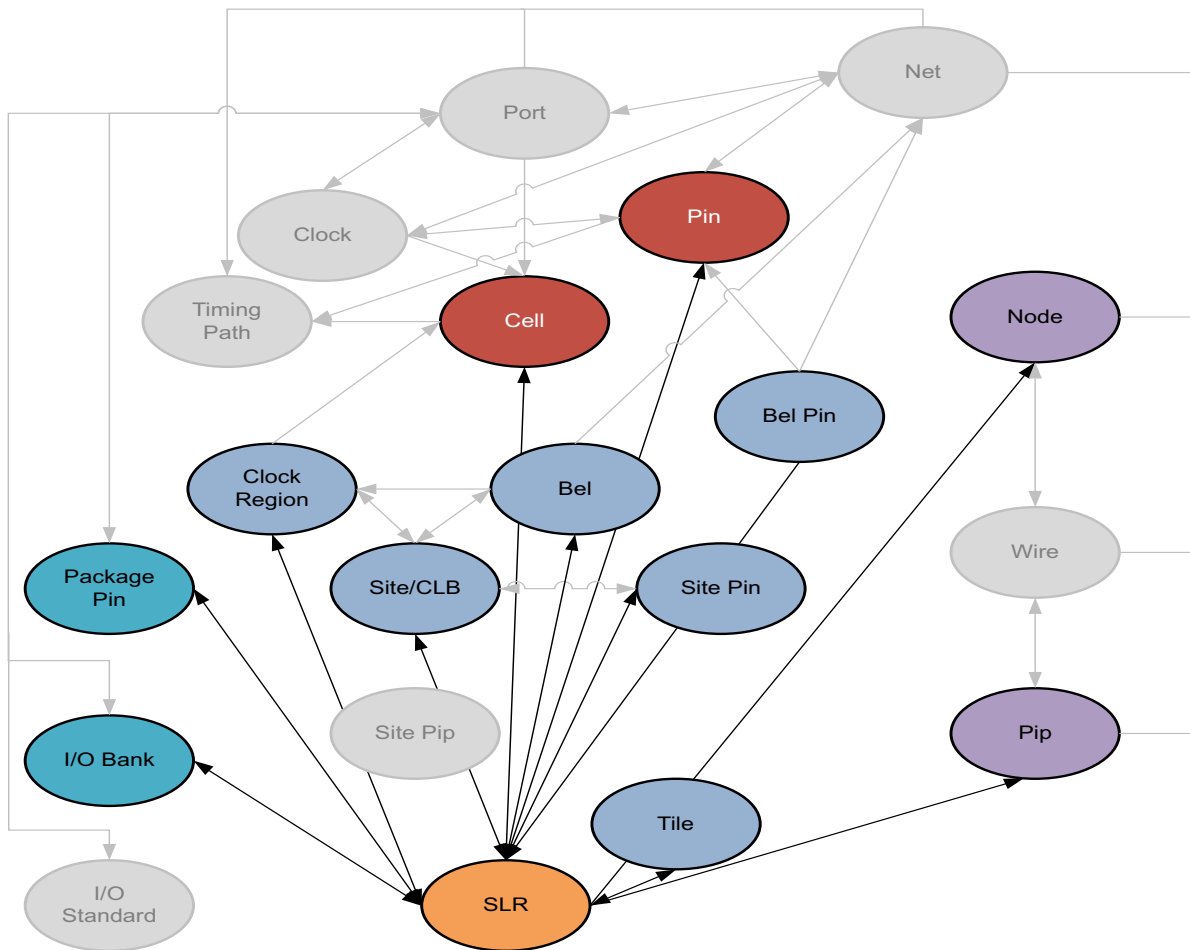 Net
Port
Pin
Clock
Timing
Path
Cell
Node
Bel Pin
Clock
Region
Bel
Wire
Package
Pin
Site/CLB
Site Pin
Site Pip
Pip
I/O Bank
Tile
I/O
Standard
SLR